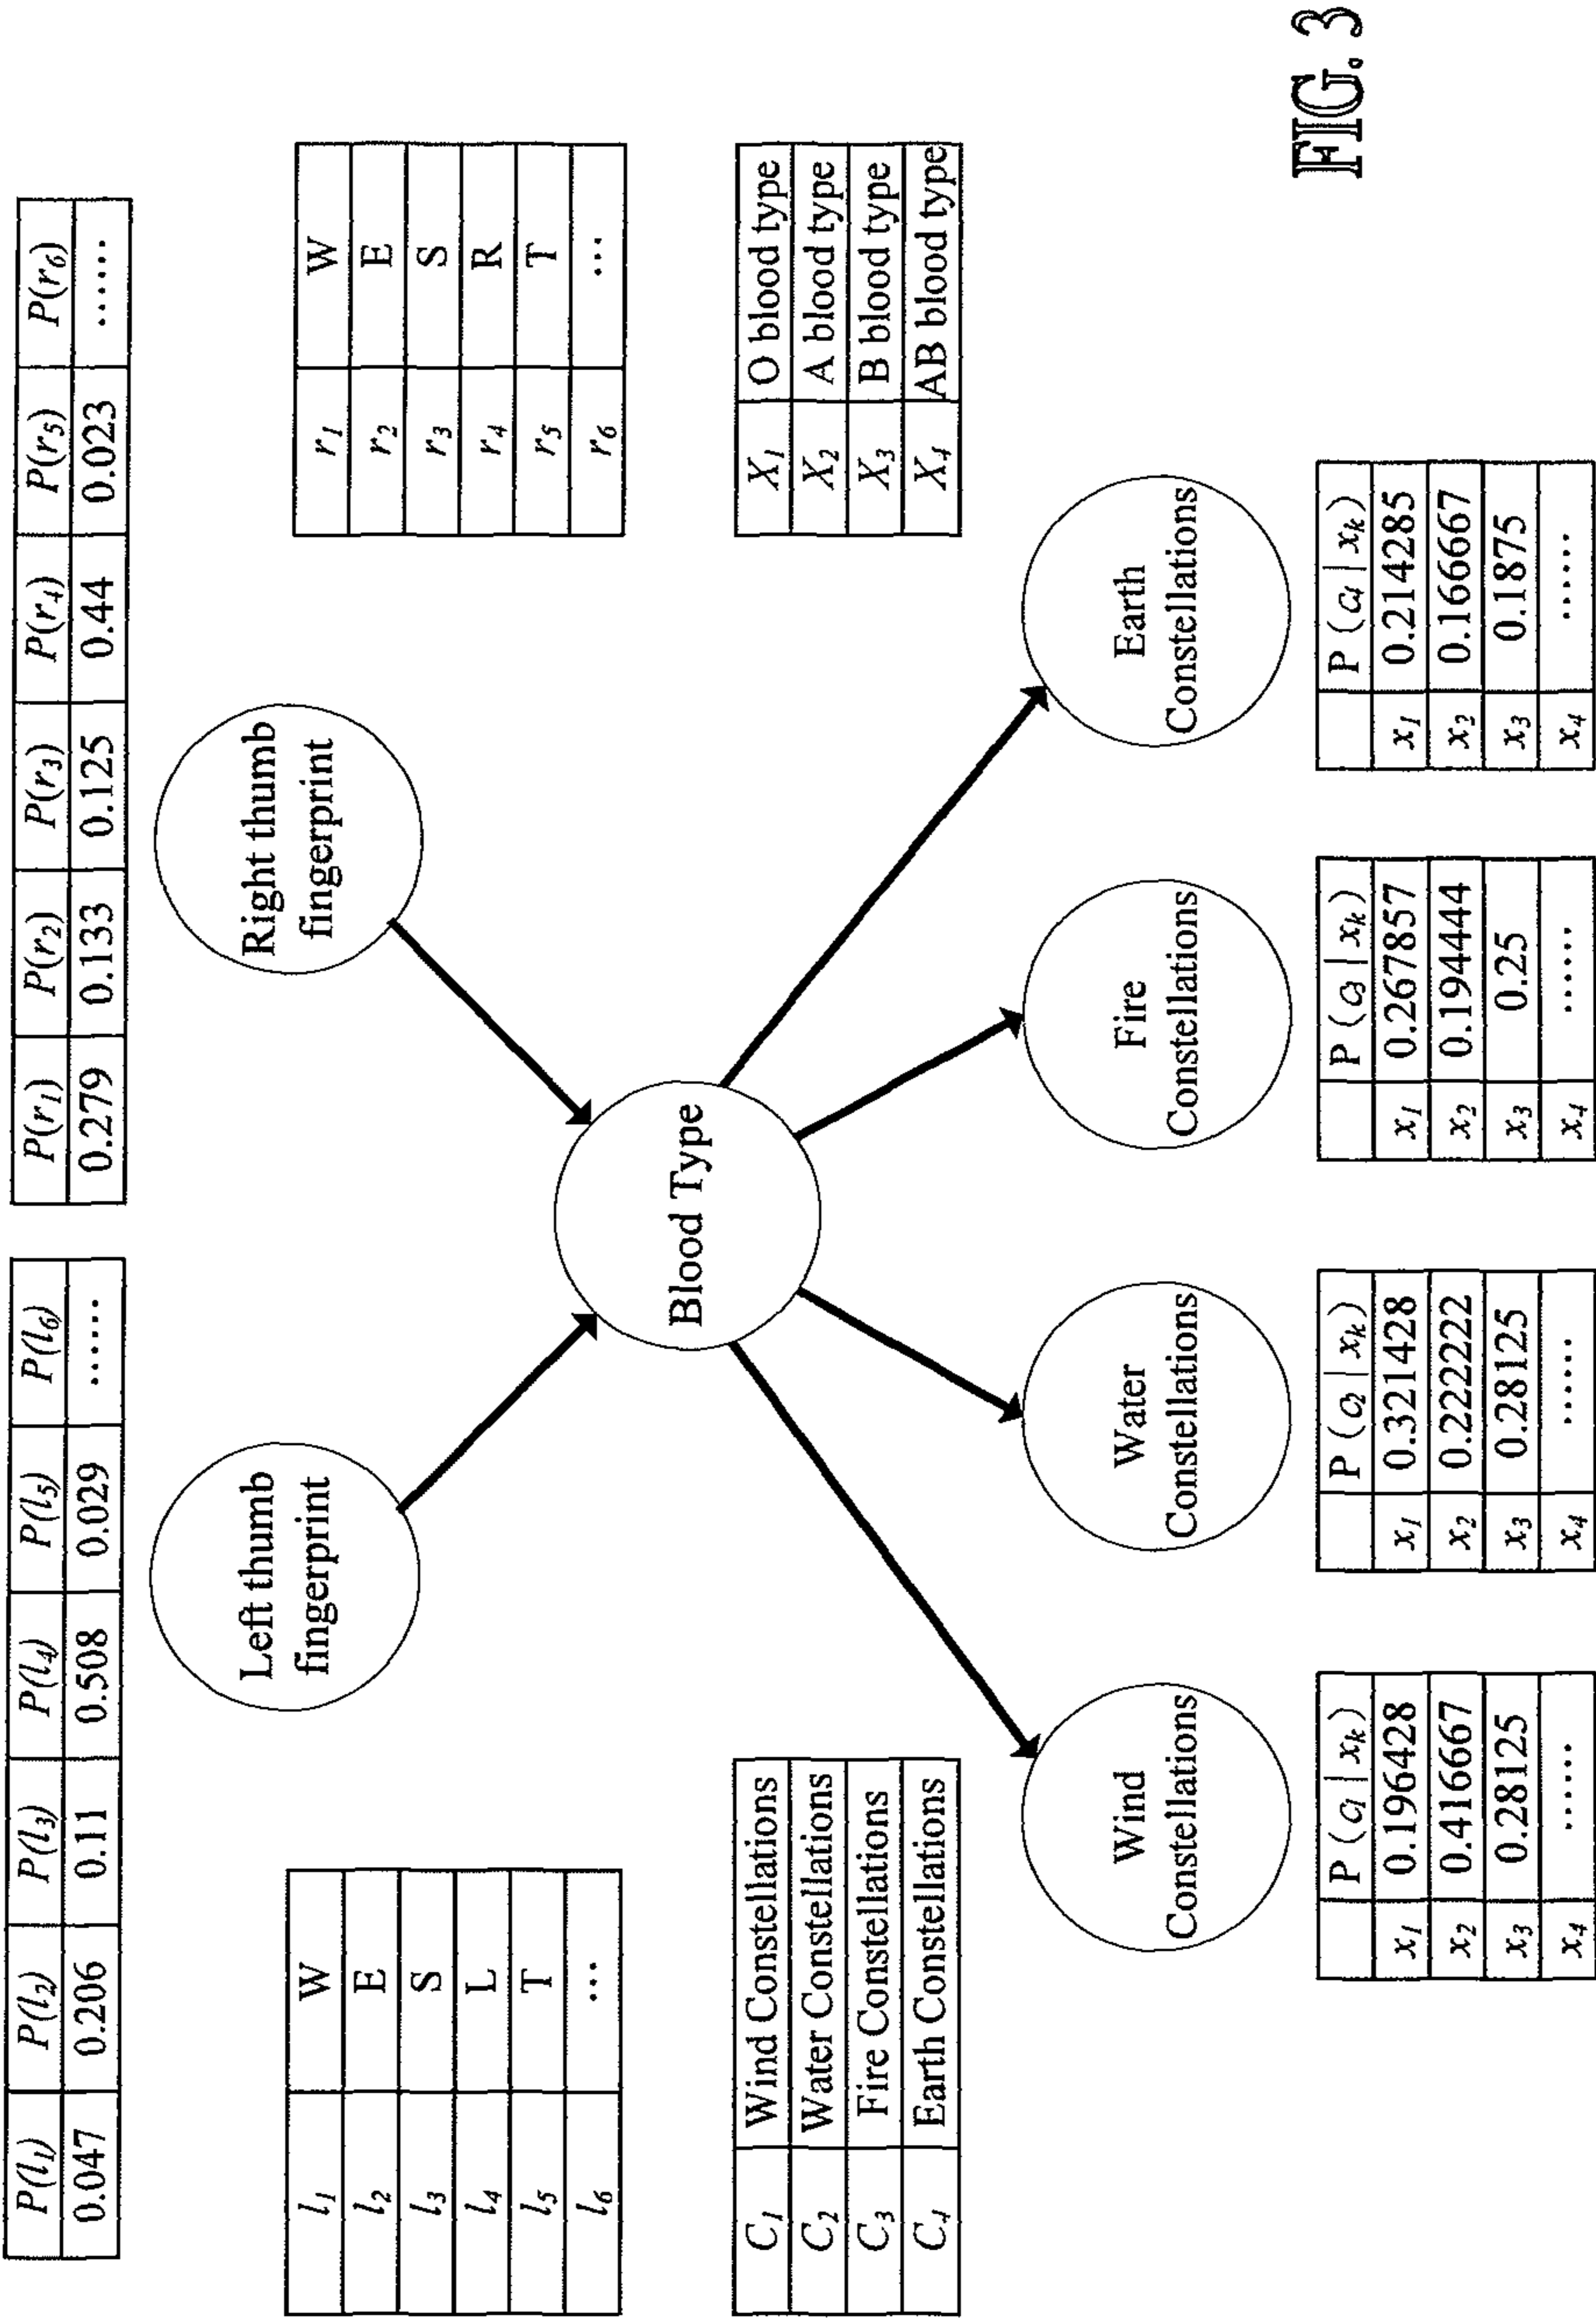 P(l1) P(l2) P(l3) P(l4) P(l5) P(l6)
0.047 0.206 0.11 0.508 0.029 ......
P(r1) P(r2) P(r3) P(r4) P(r5) P(r6)
0.279 0.133 0.125 0.44 0.023 ......
l1 W
l2 E
l3 S
l4 L
l5 T
l6 ...
Left thumb
fingerprint
Right thumb
fingerprint
r1 W
r2 E
r3 S
r4 R
r5 T
r6 ...
C1 Wind Constellations
C2 Water Constellations
C3 Fire Constellations
C4 Earth Constellations
Blood Type
X1 O blood type
X2 A blood type
X3 B blood type
X4 AB blood type
Wind
Constellations
Water
Constellations
Fire
Constellations
Earth
Constellations
P (c1 | xk)
x1 0.196428
x2 0.416667
x3 0.28125
x4 ......
P (c2 | xk)
x1 0.321428
x2 0.222222
x3 0.28125
x4 ......
P (c3 | xk)
x1 0.267857
x2 0.194444
x3 0.25
x4 ......
P (c4 | xk)
x1 0.214285
x2 0.166667
x3 0.1875
x4 ......
FIG. 3